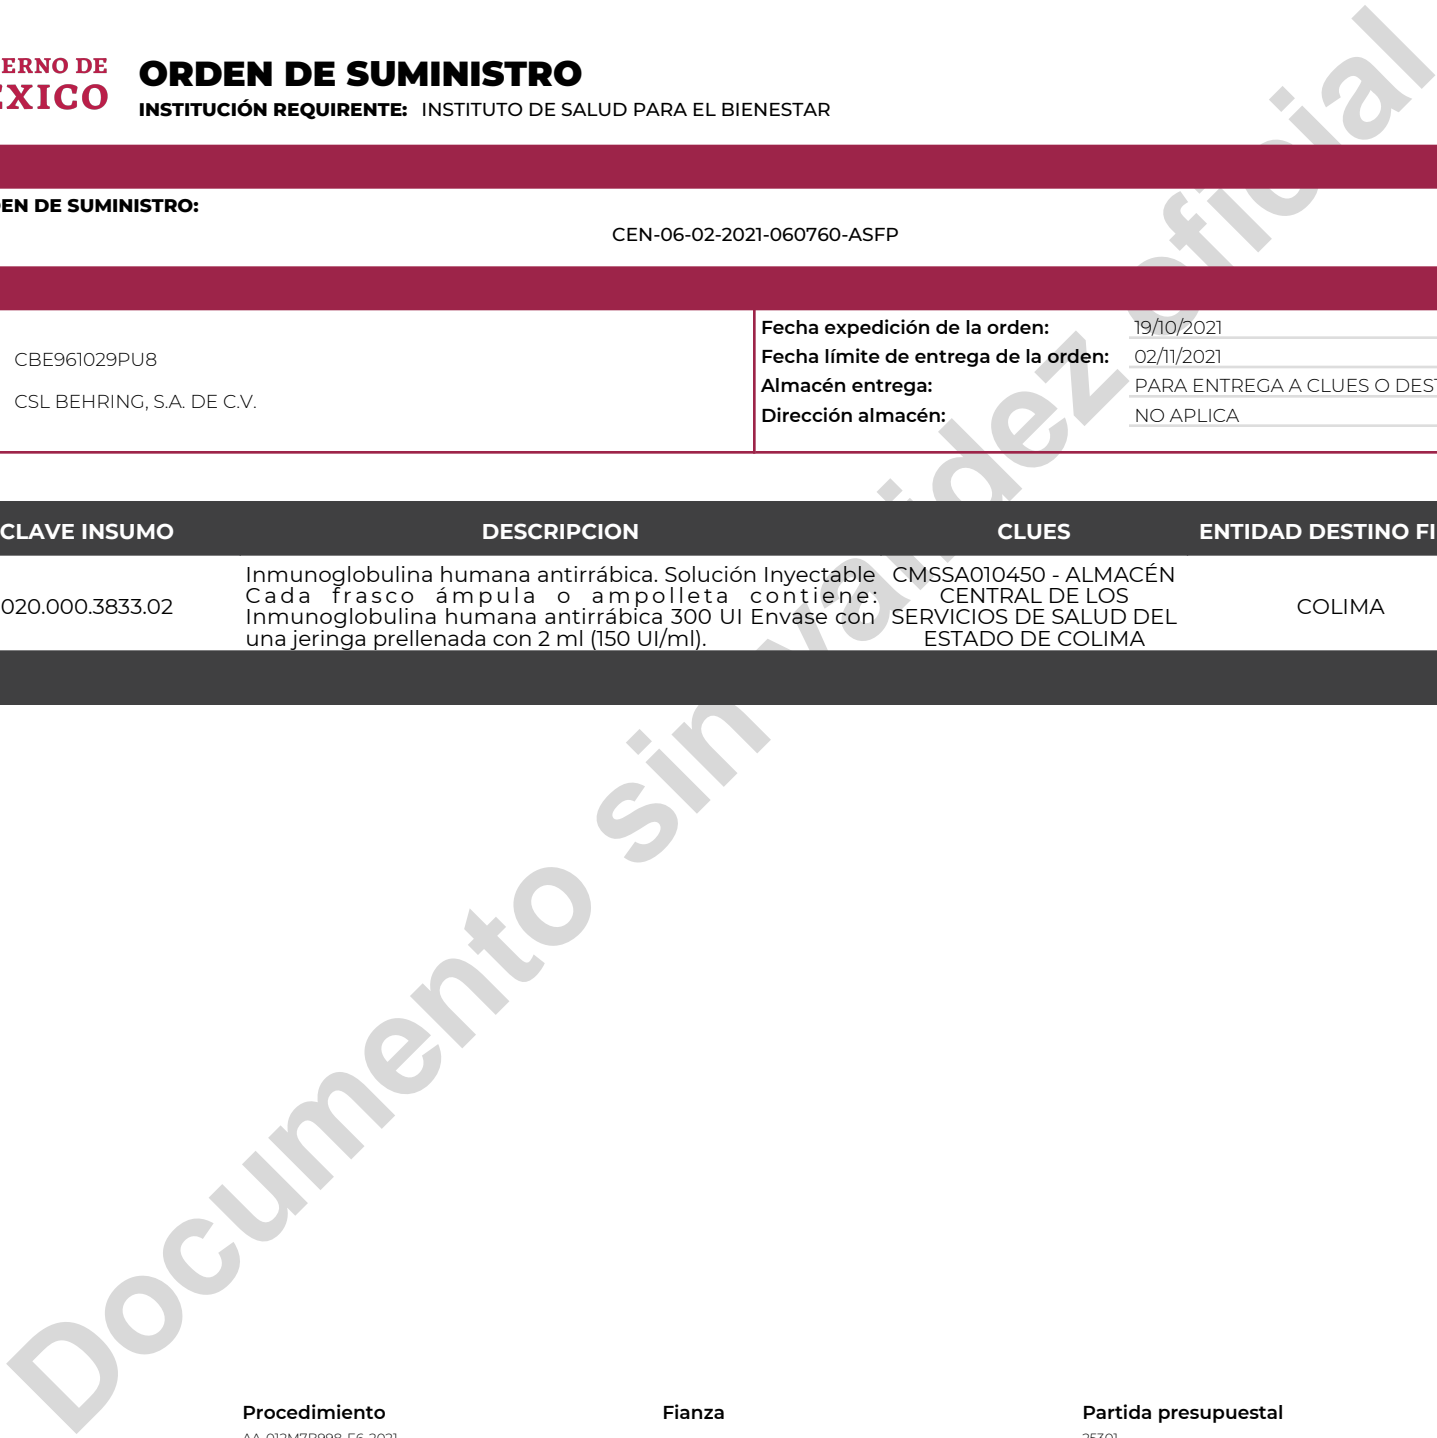 ERNO DE
ÉXICO
ORDEN DE SUMINISTRO
INSTITUCIÓN REQUIRENTE: INSTITUTO DE SALUD PARA EL BIENESTAR
EN DE SUMINISTRO:
CEN-06-02-2021-060760-ASFP
CBE961029PU8
CSL BEHRING, S.A. DE C.V.
Fecha expedición de la orden: 19/10/2021
Fecha límite de entrega de la orden: 02/11/2021
Almacén entrega: PARA ENTREGA A CLUES O DEST
Dirección almacén: NO APLICA
CLAVE INSUMO DESCRIPCION CLUES ENTIDAD DESTINO FI
020.000.3833.02
Inmunoglobulina humana antirrábica. Solución Inyectable
Cada frasco ámpula o ampolleta contiene:
Inmunoglobulina humana antirrábica 300 UI Envase con
una jeringa prellenada con 2 ml (150 UI/ml).
CMSSA010450 - ALMACÉN
CENTRAL DE LOS
SERVICIOS DE SALUD DEL
ESTADO DE COLIMA
COLIMA
Documento sin validez oficial
Procedimiento Fianza Partida presupuestal